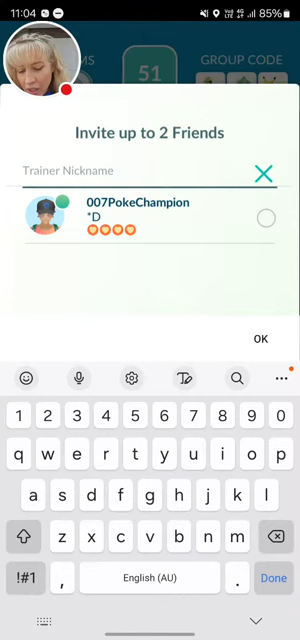 11:04
85%
MS
51
GROUP CODE
Invite up to 2 Friends
Trainer Nickname
007PokeChampion
*D
OK
1 2 3 4 5 6 7 8 9 0
q w e r t y u i o p
a s d f g h j k l
z x c v b n m
!#1 , English (AU) . Done